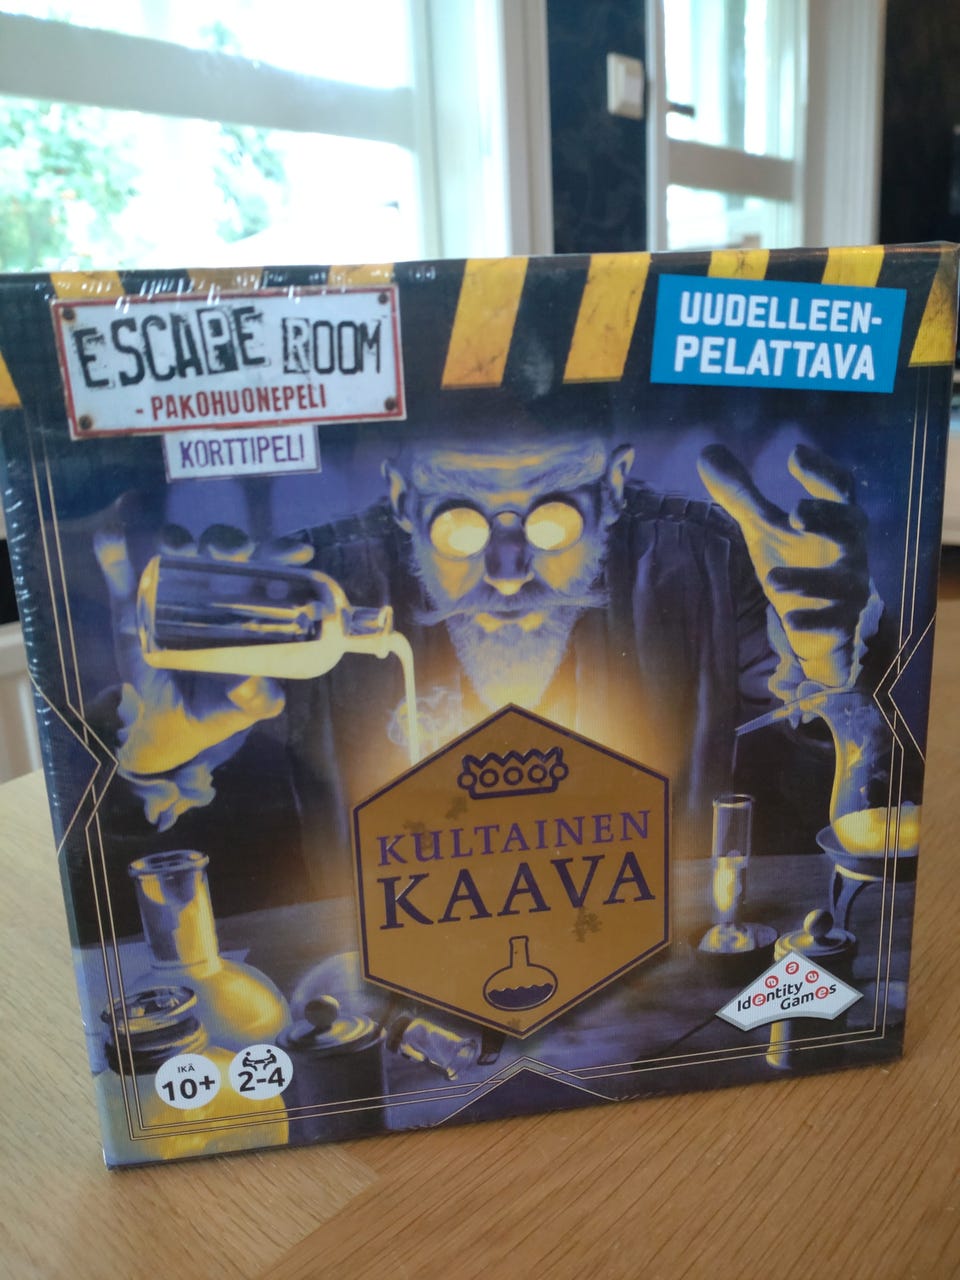 ESCAPE ROOM
- PAKOHUONEPELI
KORTTIPELI
UUDELLEEN-
PELATTAVA
KULTAINEN
KAAVA
Identity
Games
IKÄ
10+
2-4